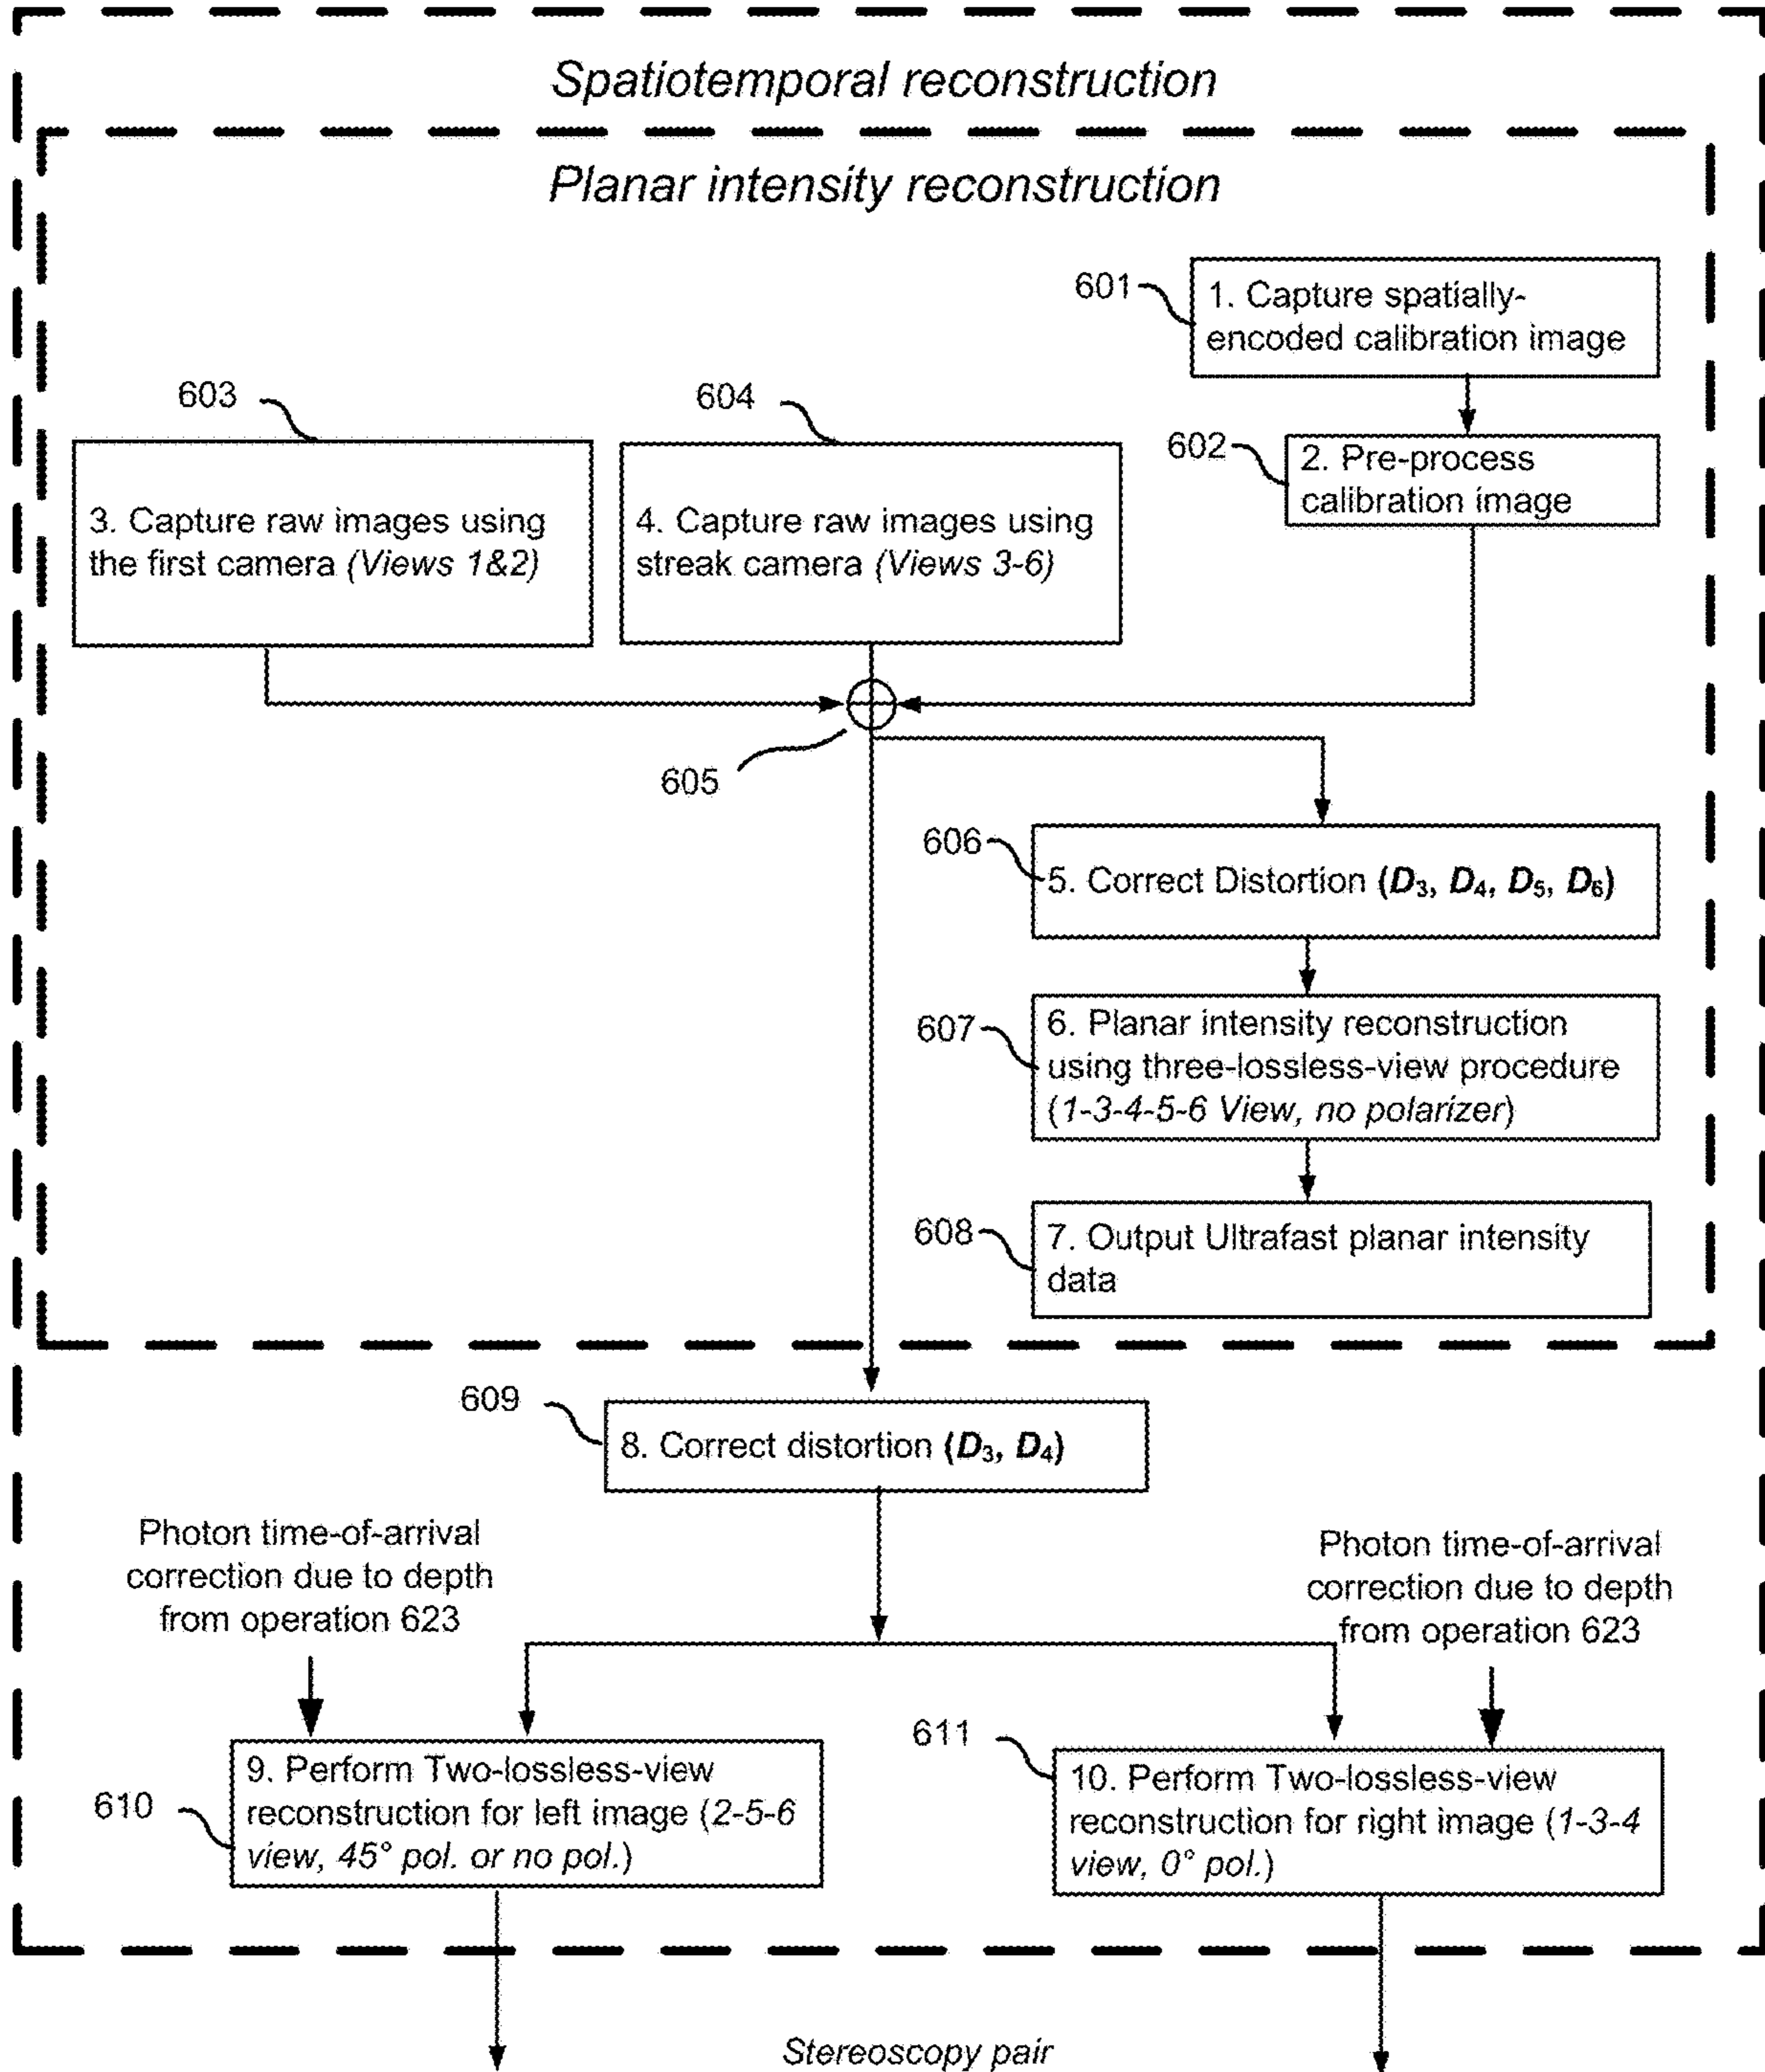 Spatiotemporal reconstruction
Planar intensity reconstruction
601
1. Capture spatially-
encoded calibration image
603
604
602
2. Pre-process
calibration image
3. Capture raw images using
the first camera (Views 1&2)
4. Capture raw images using
streak camera (Views 3-6)
605
606
5. Correct Distortion (D₃, D₄, D₅, D₆)
607
6. Planar intensity reconstruction
using three-lossless-view procedure
(1-3-4-5-6 View, no polarizer)
608
7. Output Ultrafast planar intensity
data
609
8. Correct distortion (D₃, D₄)
Photon time-of-arrival
correction due to depth
from operation 623
Photon time-of-arrival
correction due to depth
from operation 623
610
9. Perform Two-lossless-view
reconstruction for left image (2-5-6
view, 45° pol. or no pol.)
611
10. Perform Two-lossless-view
reconstruction for right image (1-3-4
view, 0° pol.)
Stereoscopy pair